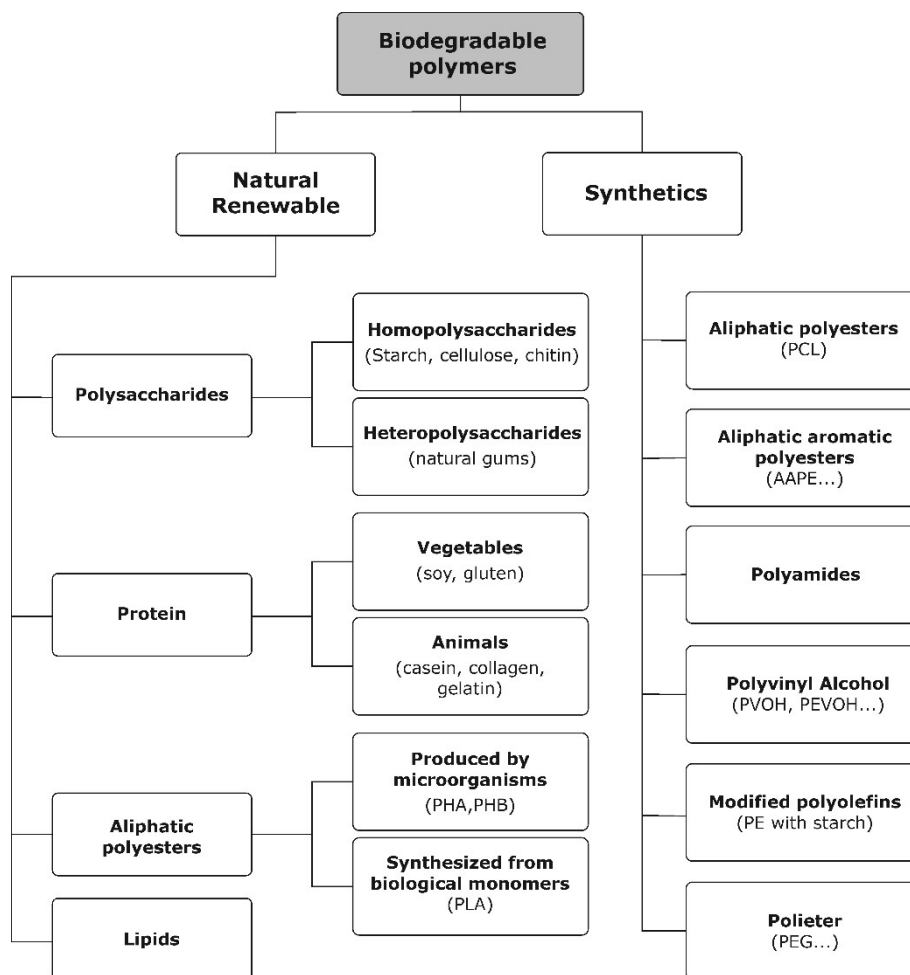 Biodegradable
polymers
Natural
Renewable
Synthetics
Polysaccharides
Homopolysaccharides
(Starch, cellulose, chitin)
Heteropolysaccharides
(natural gums)
Protein
Vegetables
(soy, gluten)
Animals
(casein, collagen,
gelatin)
Aliphatic
polyesters
Produced by
microorganisms
(PHA,PHB)
Synthesized from
biological monomers
(PLA)
Lipids
Aliphatic polyesters
(PCL)
Aliphatic aromatic
polyesters
(AAPE...)
Polyamides
Polyvinyl Alcohol
(PVOH, PEVOH...)
Modified polyolefins
(PE with starch)
Polieter
(PEG...)